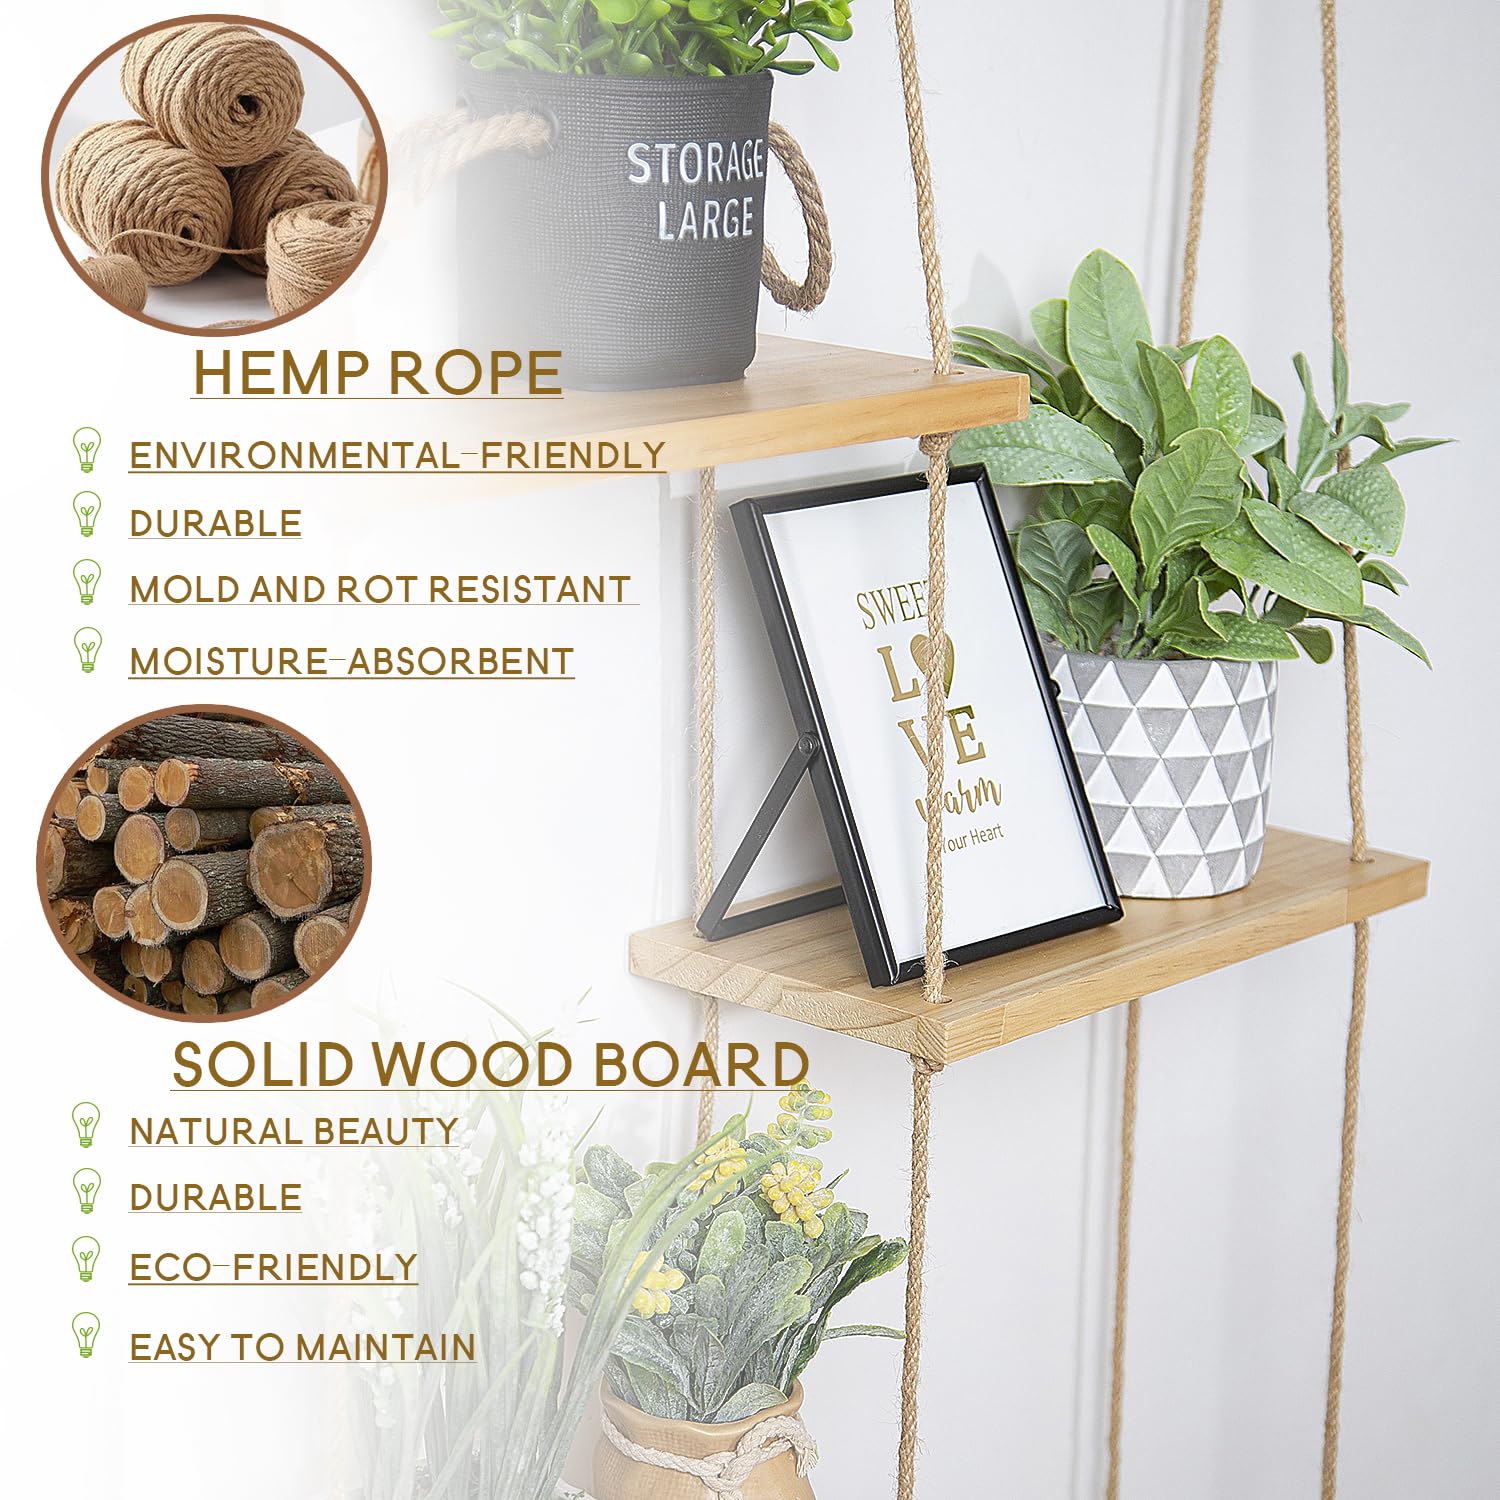 STORAGE
LARGE
HEMP ROPE
ENVIRONMENTAL-FRIENDLY
DURABLE
MOLD AND ROT RESISTANT
MOISTURE-ABSORBENT
SWEET
LOVE
warm
Your Heart
SOLID WOOD BOARD
NATURAL BEAUTY
DURABLE
ECO-FRIENDLY
EASY TO MAINTAIN